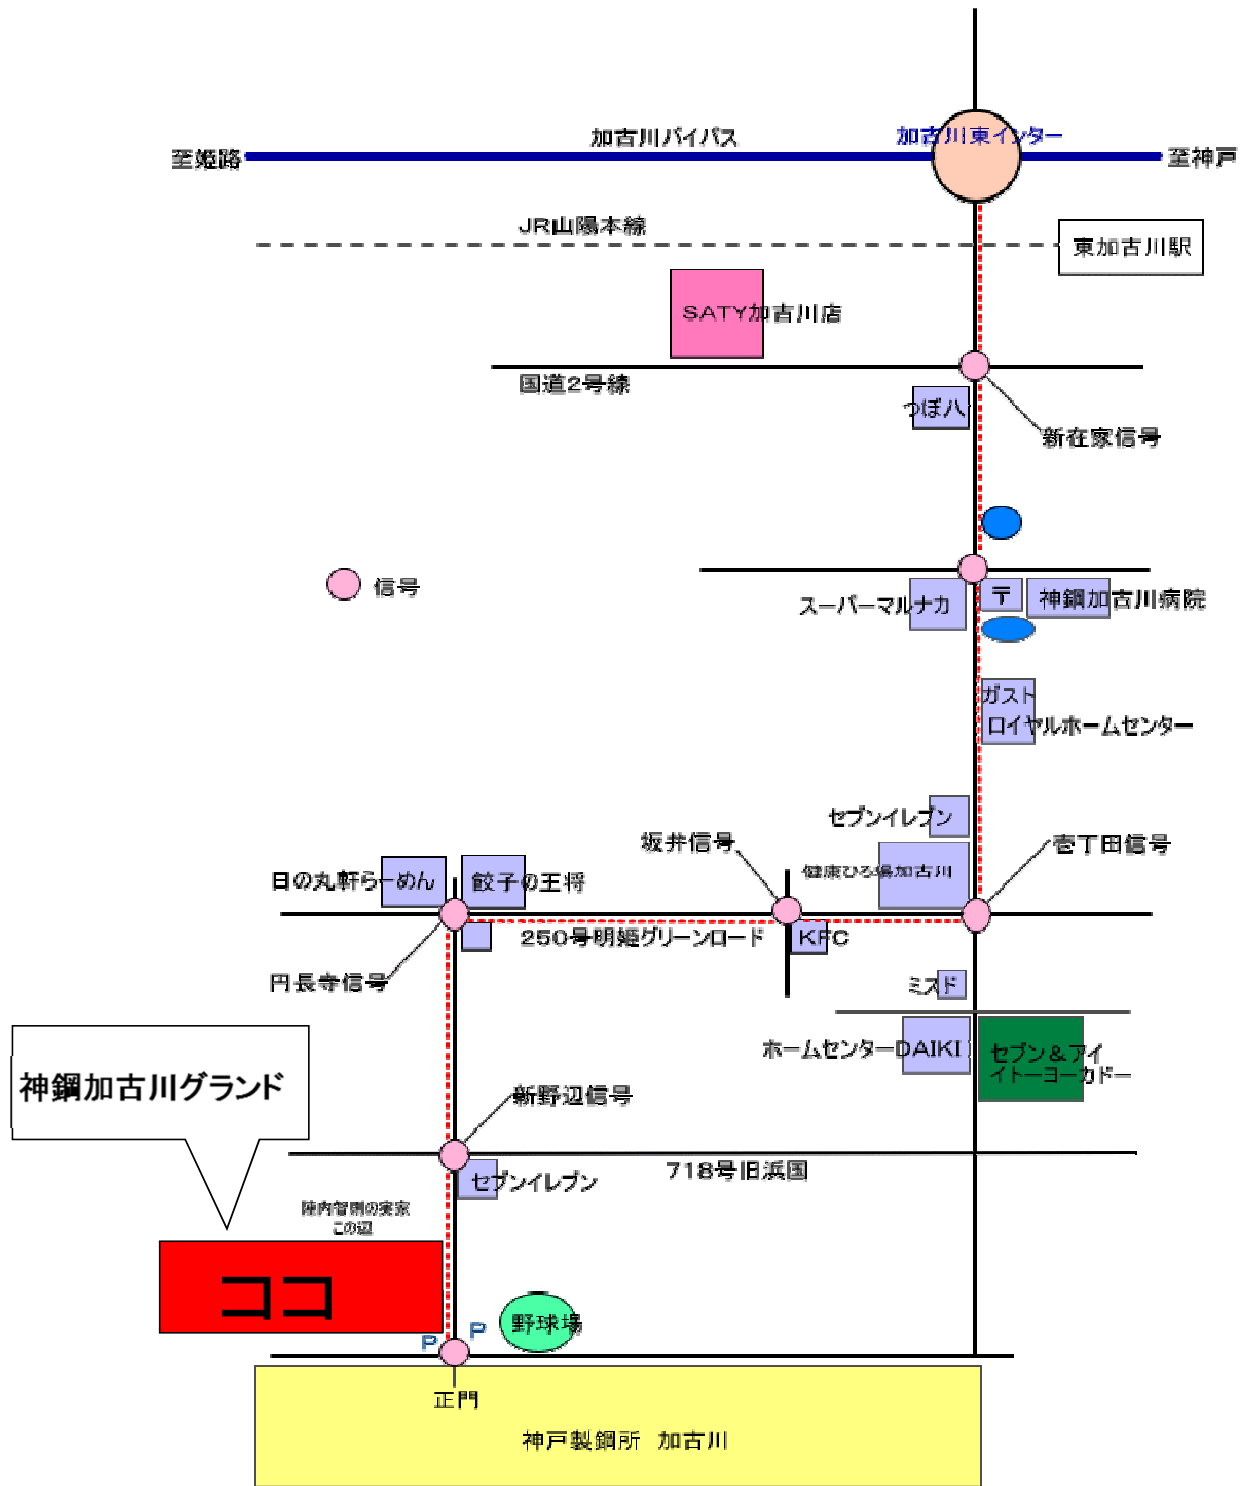 加古川バイパス
加古川東インター
至姫路
至神戸
JR山陽本線
東加古川駅
SATY加古川店
国道2号線
つぼ八
新在家信号
信号
スーパーマルナカ
〒
神鋼加古川病院
ガスト
ロイヤルホームセンター
セブンイレブン
坂井信号
壱丁田信号
健康ひろ場加古川
日の丸軒らーめん
餃子の王将
250号明姫グリーンロード
KFC
円長寺信号
ミスド
ホームセンターDAIKI
セブン&アイ
イトーヨーカドー
神鋼加古川グランド
新野辺信号
718号旧浜国
セブンイレブン
陣内智則の実家
この辺
ココ
P
P
野球場
正門
神戸製鋼所 加古川